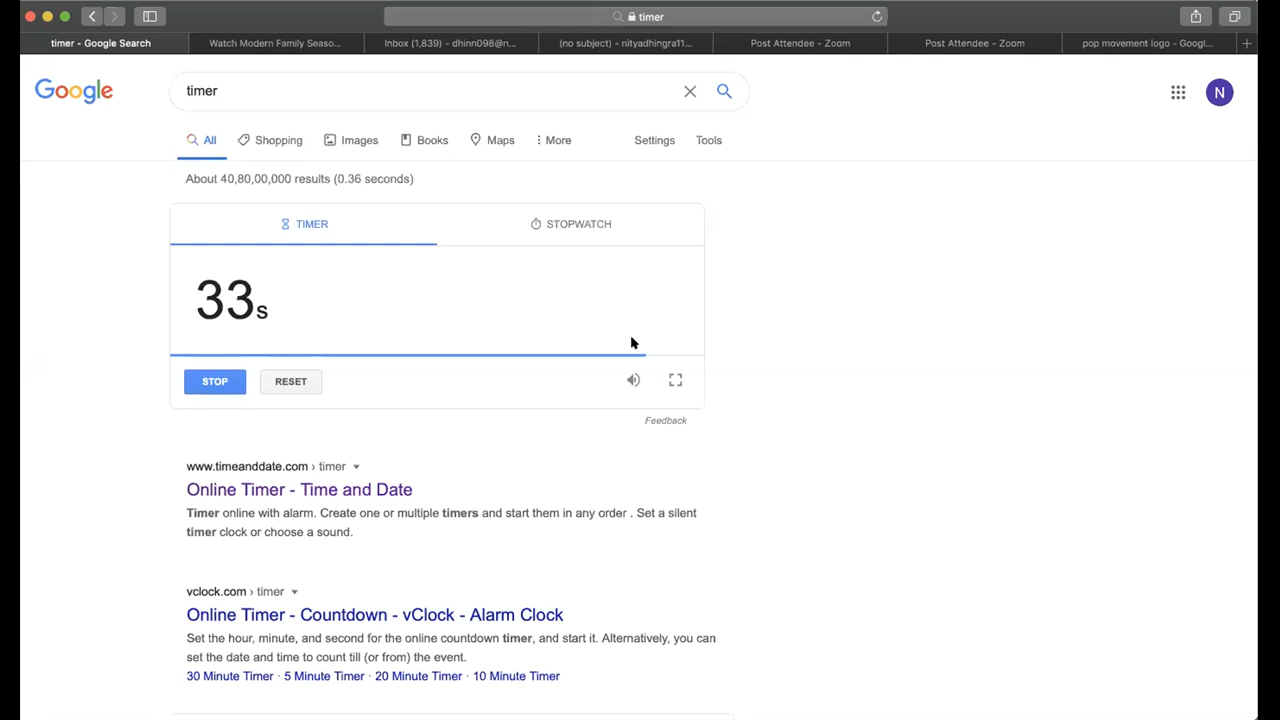 timer
timer - Google Search
Watch Modern Family Seaso...
Inbox (1,839) - dhinn098@n...
(no subject) - nityadhingra11...
Post Attendee - Zoom
Post Attendee - Zoom
pop movement logo - Googl...
Google
timer
N
All
Shopping
Images
Books
Maps
More
Settings
Tools
About 40,80,00,000 results (0.36 seconds)
TIMER
STOPWATCH
33s
STOP
RESET
Feedback
www.timeanddate.com › timer
Online Timer - Time and Date
Timer online with alarm. Create one or multiple timers and start them in any order . Set a silent
timer clock or choose a sound.
vclock.com › timer
Online Timer - Countdown - vClock - Alarm Clock
Set the hour, minute, and second for the online countdown timer, and start it. Alternatively, you can
set the date and time to count till (or from) the event.
30 Minute Timer · 5 Minute Timer · 20 Minute Timer · 10 Minute Timer